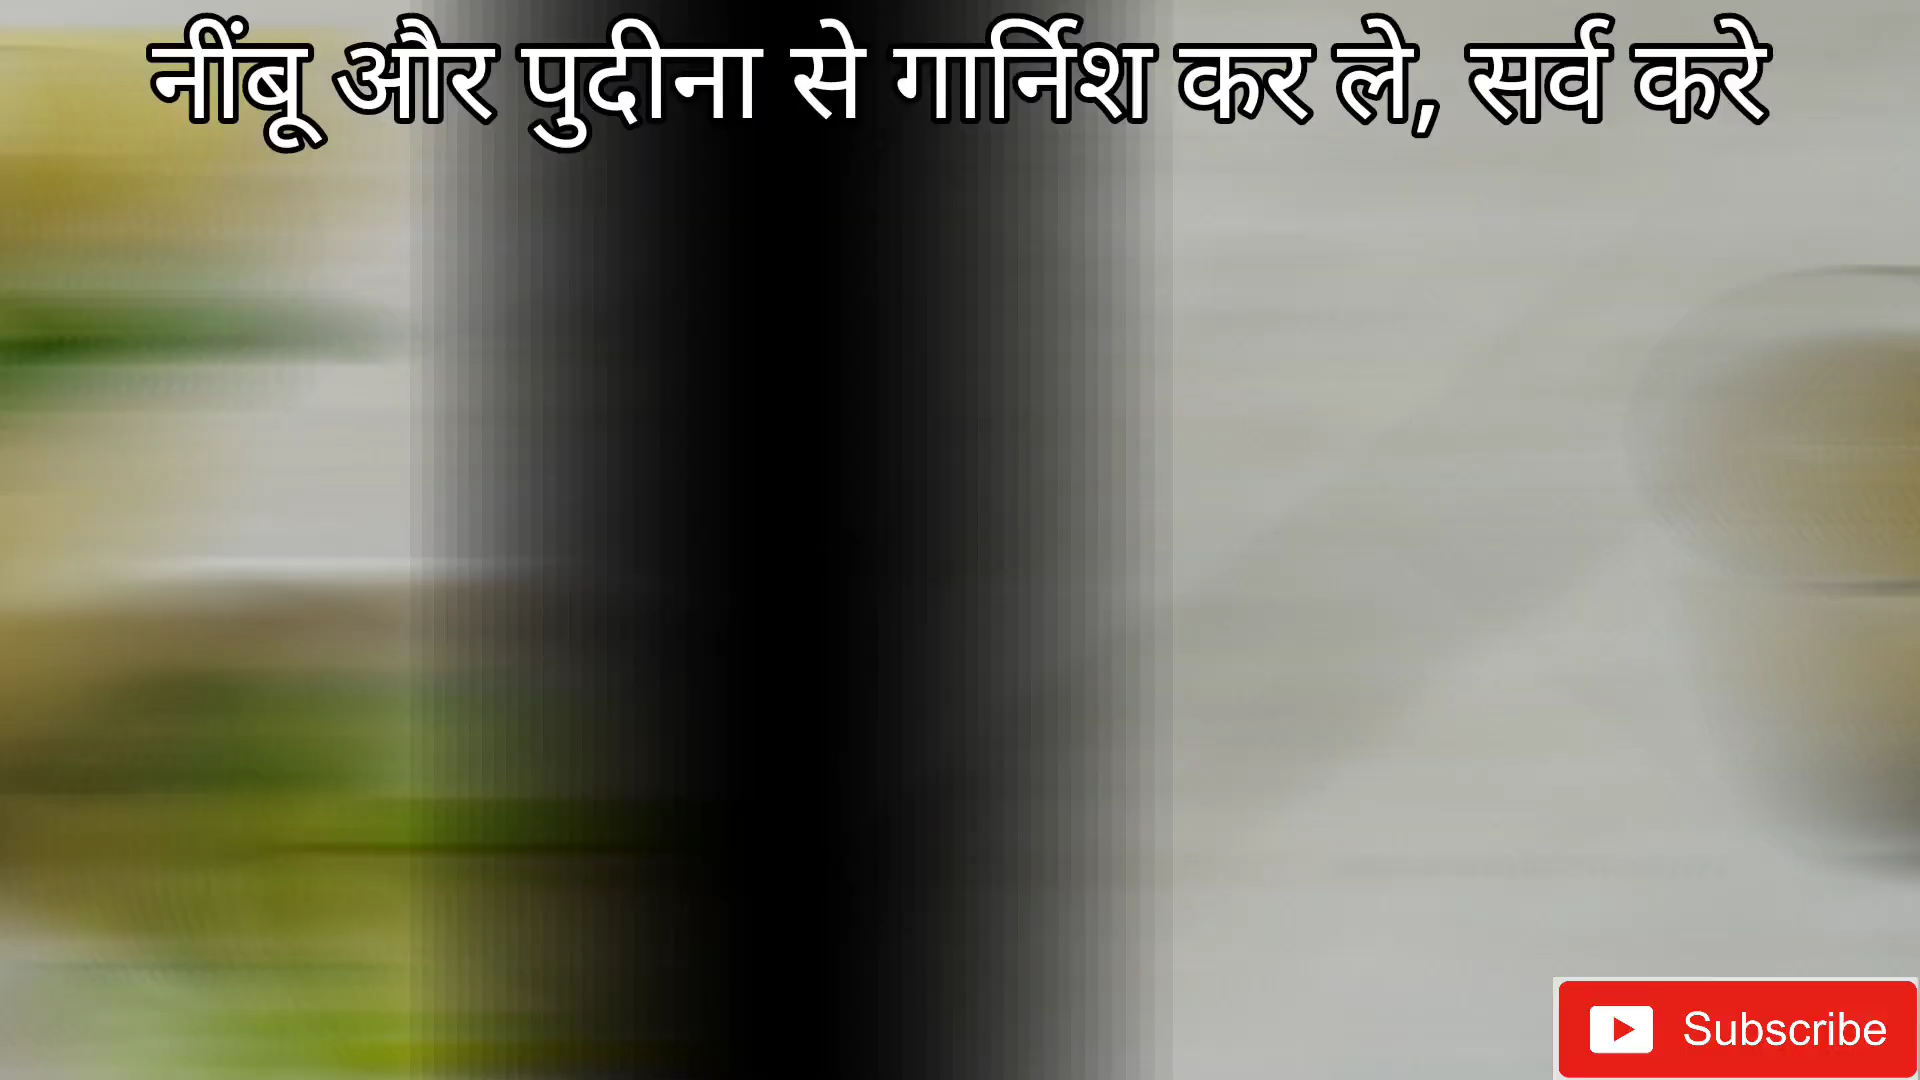 नींबू और पुदीना से गार्निश कर ले, सर्व करे
Subscribe